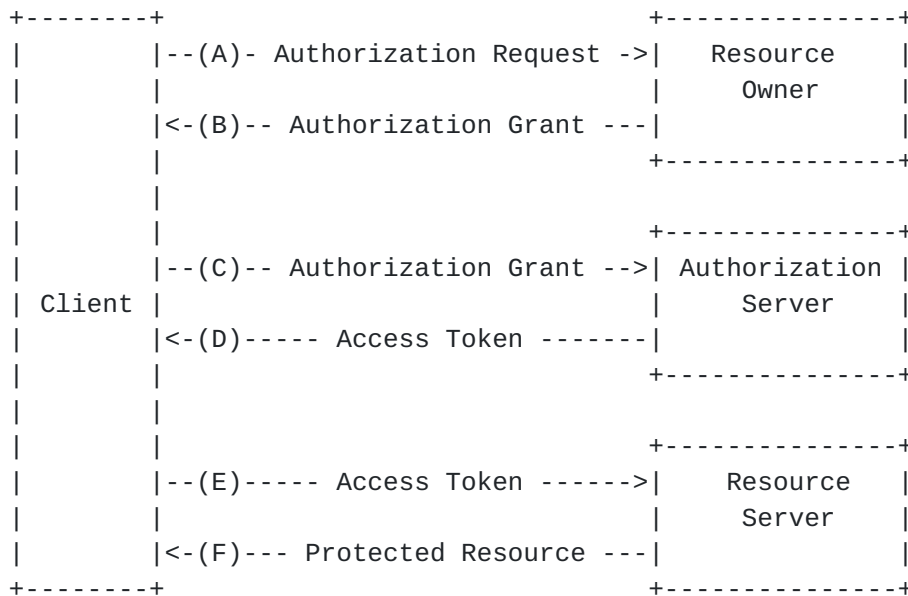 +--------+                               +---------------+
|        |--(A)- Authorization Request ->|   Resource    |
|        |                               |     Owner     |
|        |<-(B)-- Authorization Grant ---|               |
|        |                               +---------------+
|        |
|        |                               +---------------+
|        |--(C)-- Authorization Grant -->| Authorization |
| Client |                               |     Server    |
|        |<-(D)----- Access Token -------|               |
|        |                               +---------------+
|        |
|        |                               +---------------+
|        |--(E)----- Access Token ------>|    Resource   |
|        |                               |     Server    |
|        |<-(F)--- Protected Resource ---|               |
+--------+                               +---------------+